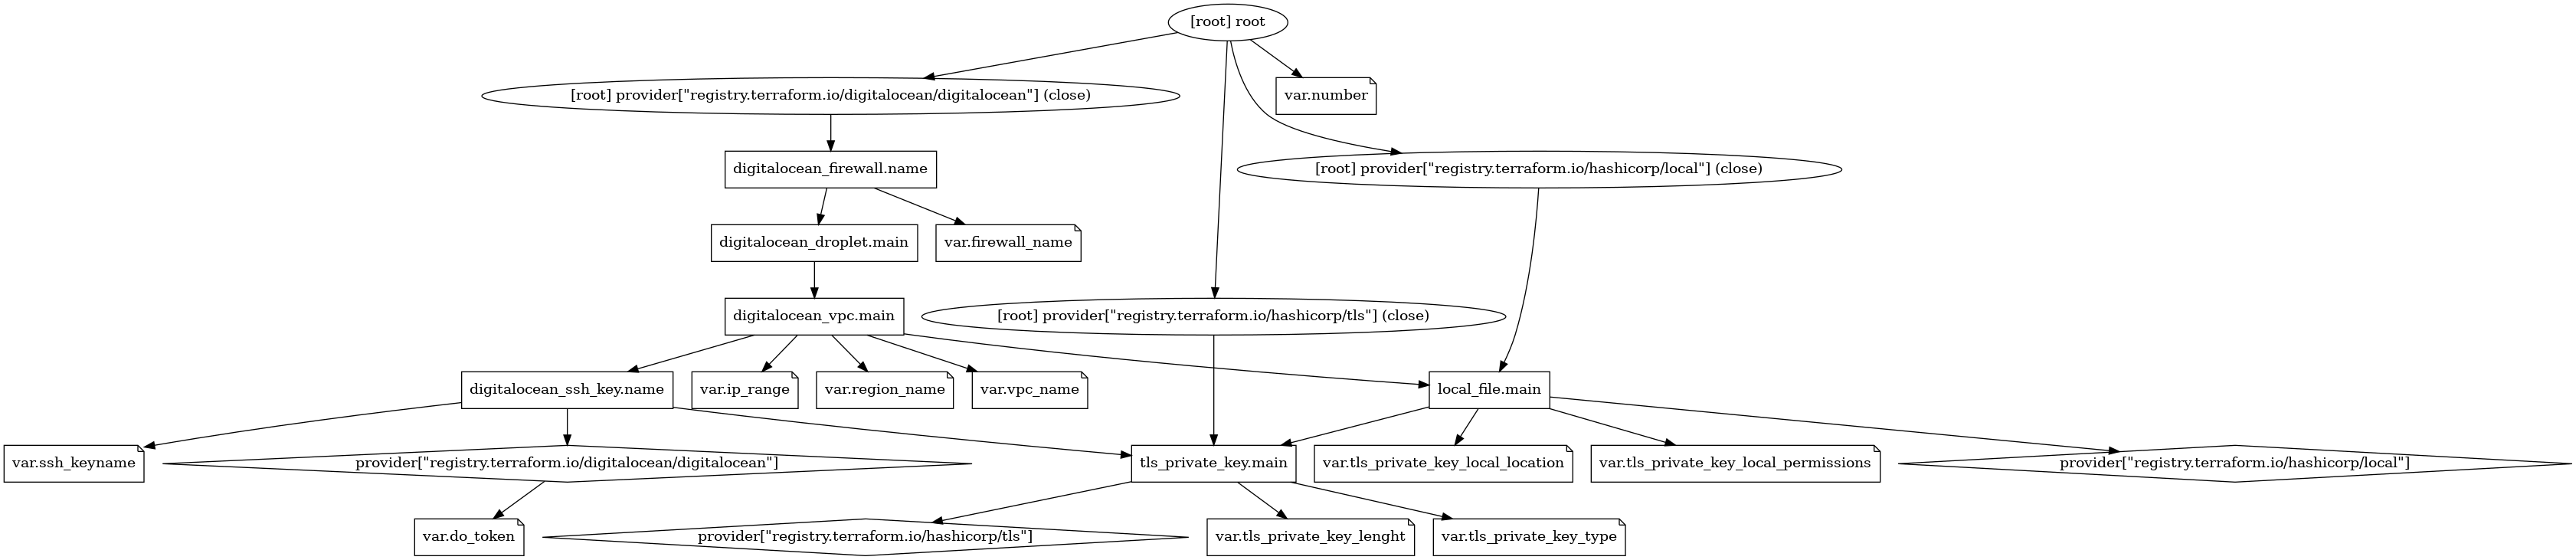 [root] root
[root] provider["registry.terraform.io/digitalocean/digitalocean"] (close)
var.number
digitalocean_firewall.name
[root] provider["registry.terraform.io/hashicorp/local"] (close)
digitalocean_droplet.main
var.firewall_name
digitalocean_vpc.main
[root] provider["registry.terraform.io/hashicorp/tls"] (close)
digitalocean_ssh_key.name
var.ip_range
var.region_name
var.vpc_name
local_file.main
var.ssh_keyname
provider["registry.terraform.io/digitalocean/digitalocean"]
tls_private_key.main
var.tls_private_key_local_location
var.tls_private_key_local_permissions
provider["registry.terraform.io/hashicorp/local"]
var.do_token
provider["registry.terraform.io/hashicorp/tls"]
var.tls_private_key_lenght
var.tls_private_key_type